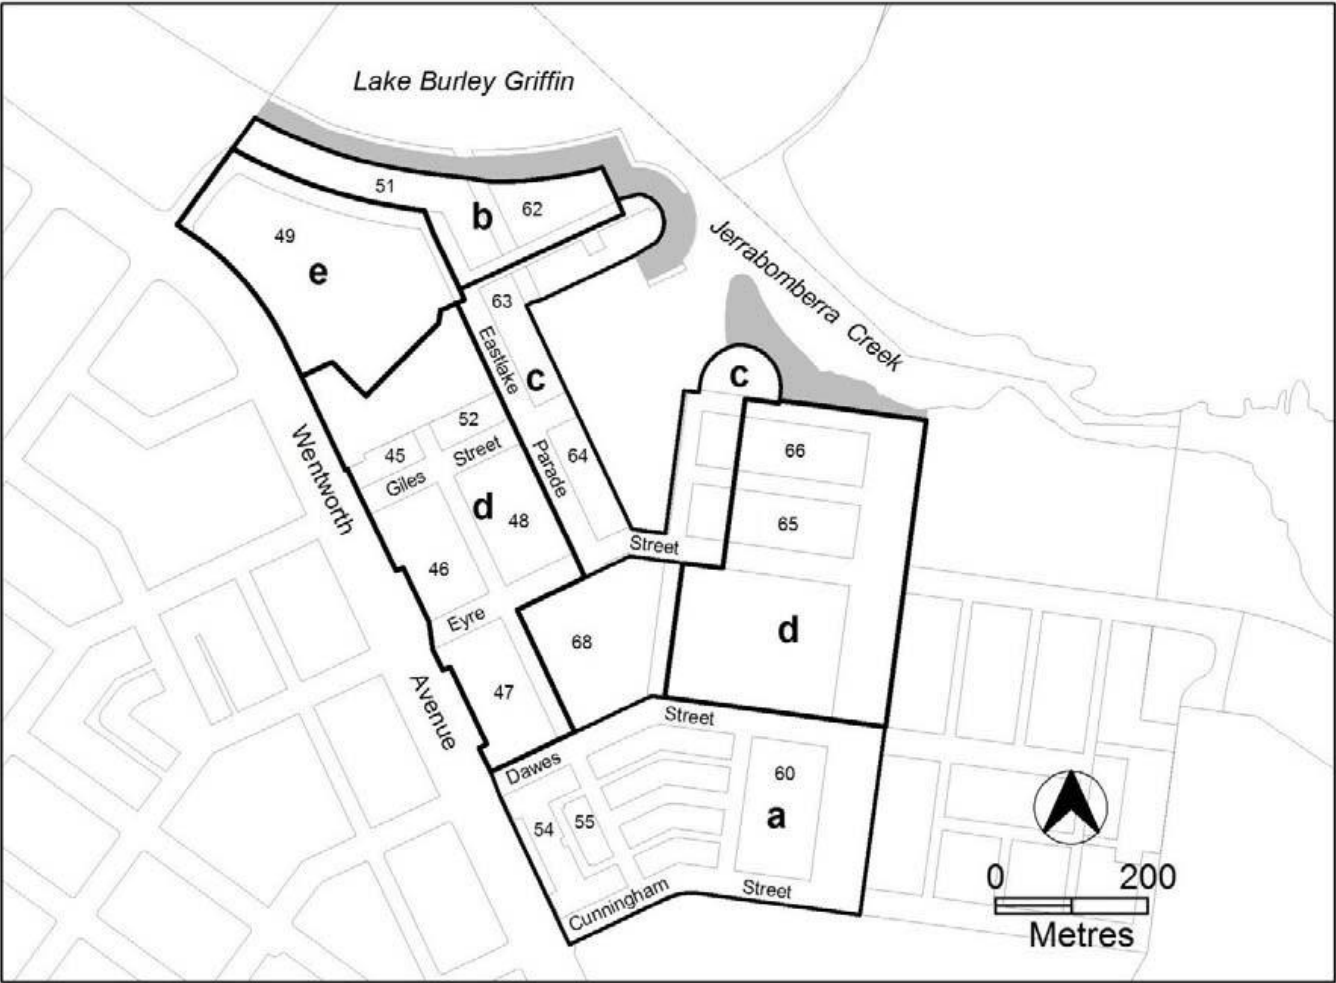 Lake Burley Griffin
51
b
62
49
e
Jerrabomberra Creek
63
Eastlake
c
c
52
Street
45
Giles
Parade
64
66
Wentworth
d
48
65
46
Street
Eyre
68
d
47
Avenue
Street
Dawes
60
54
55
a
Cunningham
Street
0 200
Metres